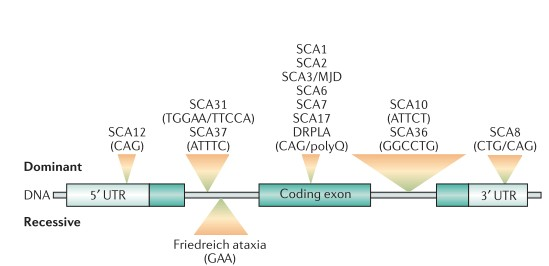 SCA1
SCA2
SCA3/MJD
SCA6
SCA7
SCA17
DRPLA
(CAG/polyQ)
SCA31
(TGGAA/TTCCA)
SCA37
(ATTTC)
SCA10
(ATTCT)
SCA36
(GGCCTG)
SCA12
(CAG)
SCA8
(CTG/CAG)
Dominant
DNA
5′ UTR
Coding exon
3′ UTR
Recessive
Friedreich ataxia
(GAA)